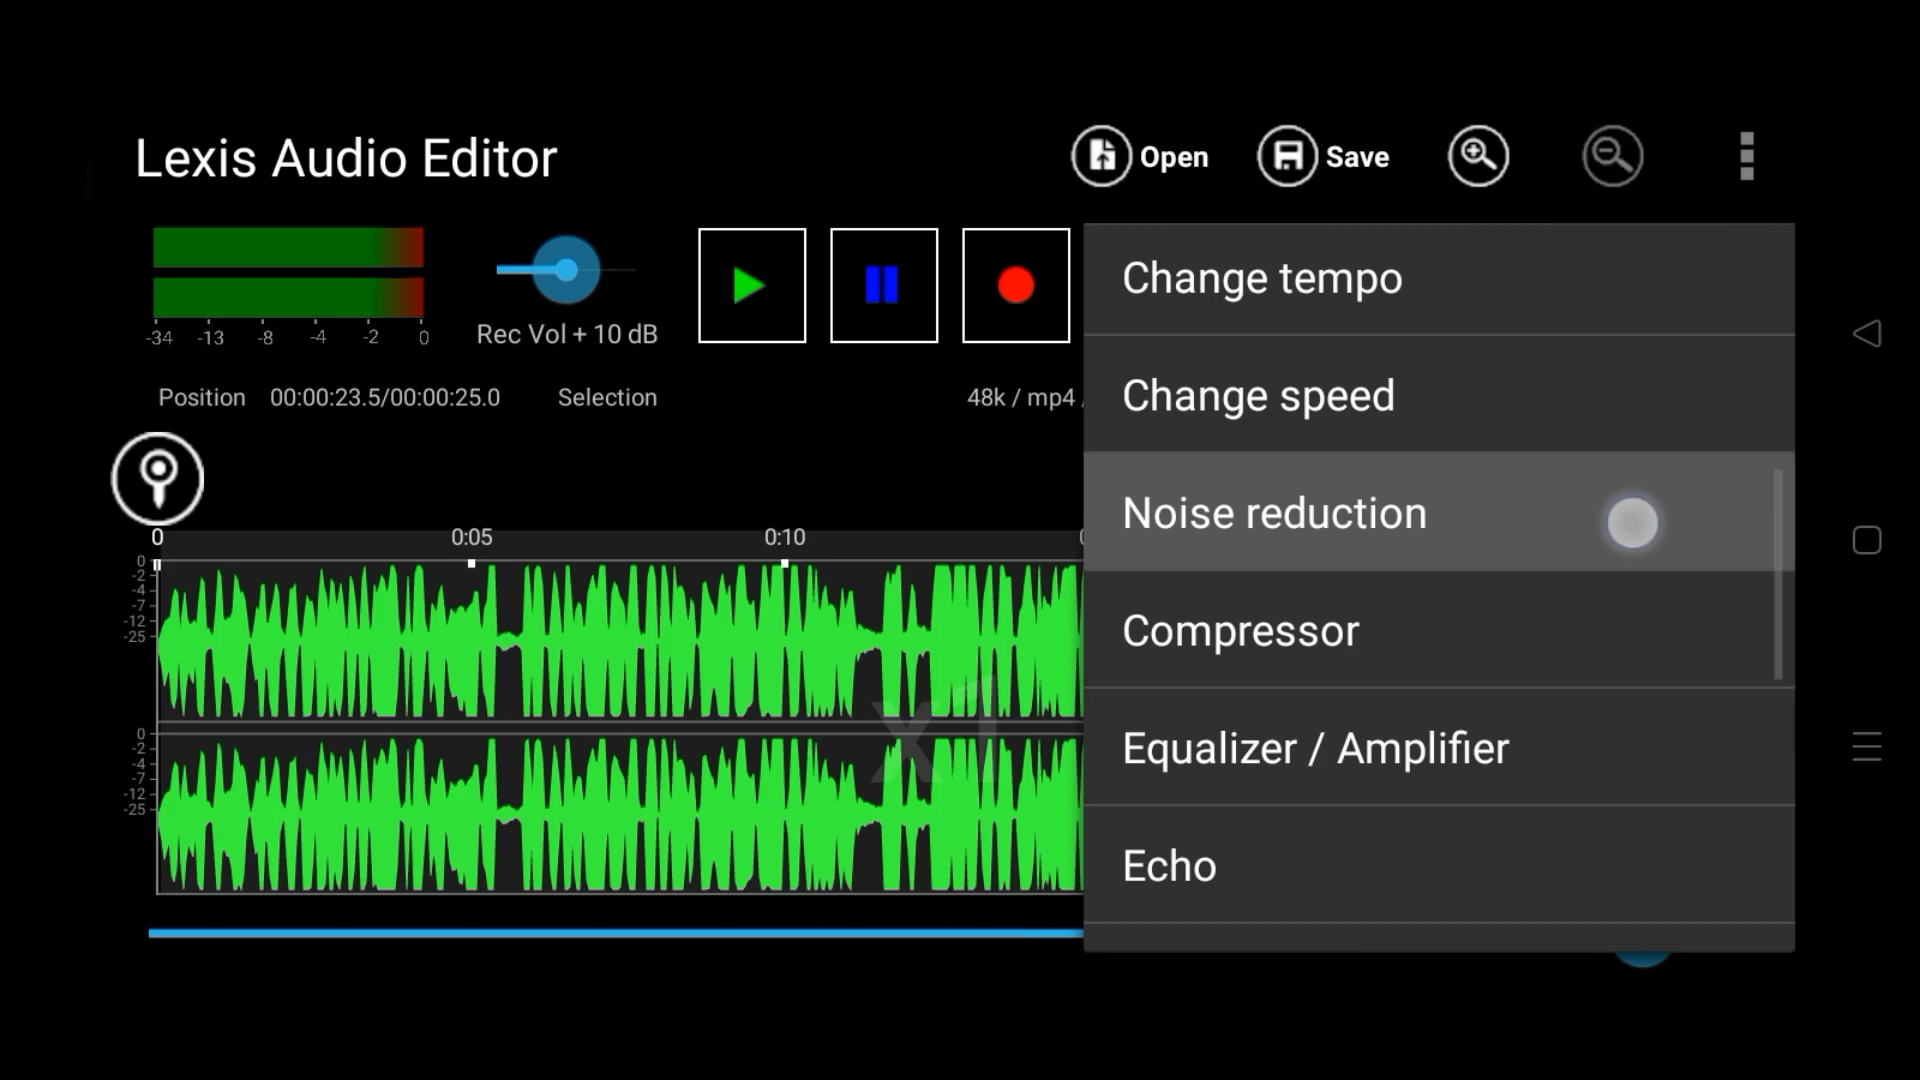 Lexis Audio Editor
Open
Save
-34 -13 -8 -4 -2 0
Rec Vol + 10 dB
Position 00:00:23.5/00:00:25.0 Selection 48k / mp4 /
0 0:05 0:10
0
-2
-4
-7
-12
-25
0
-2
-4
-7
-12
-25
x1
Change tempo
Change speed
Noise reduction
Compressor
Equalizer / Amplifier
Echo